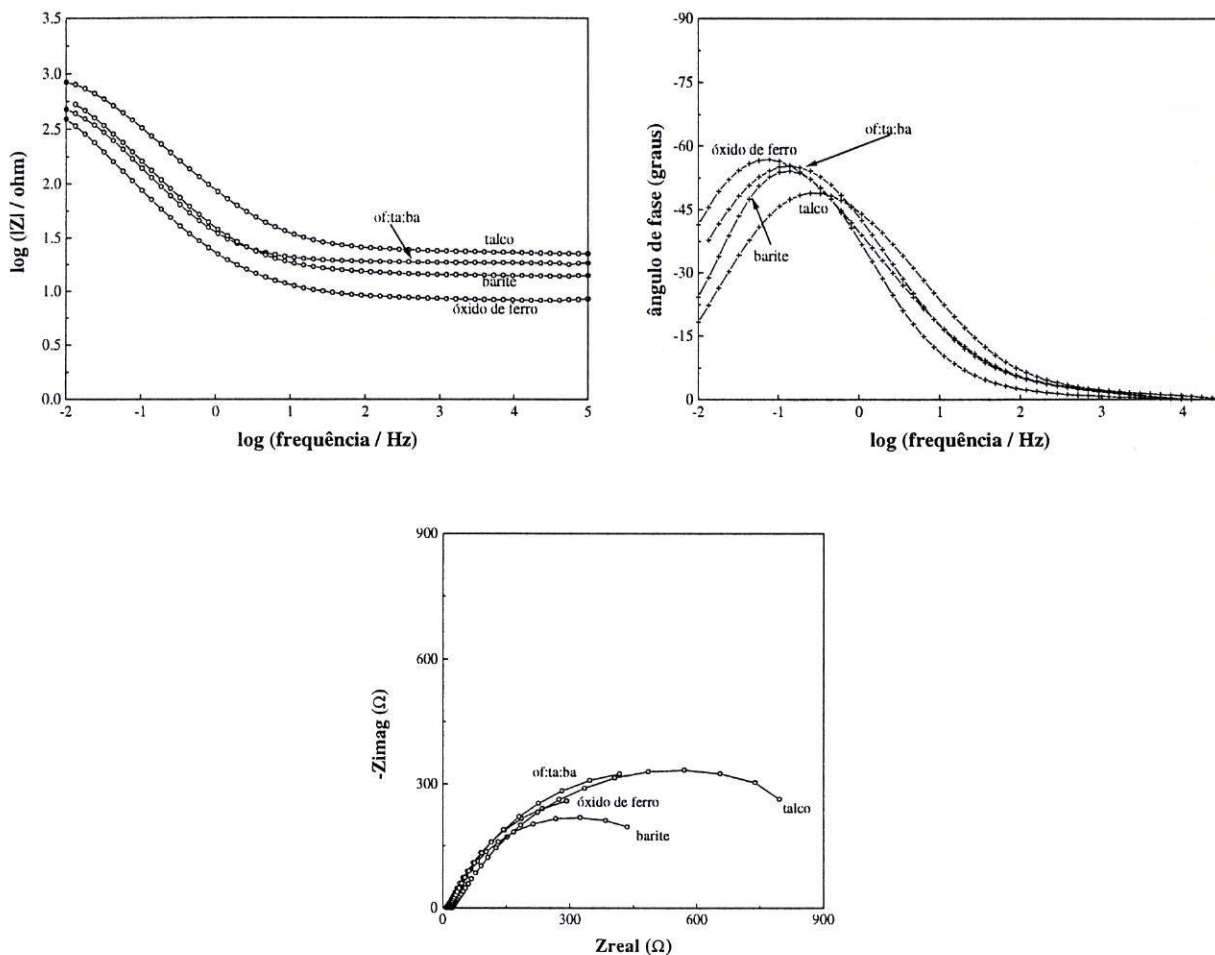 3.5
3.0
2.5
2.0
1.5
1.0
0.5
0.0
log (|Z| / ohm)
of:ta:ba
talco
barite
óxido de ferro
-2 -1 0 1 2 3 4 5
log (frequência / Hz)
-90
-75
-60
-45
-30
-15
0
ângulo de fase (graus)
of:ta:ba
óxido de ferro
talco
barite
-2 -1 0 1 2 3 4
log (frequência / Hz)
900
600
300
0
-Zimag (Ω)
of:ta:ba
óxido de ferro
talco
barite
0 300 600 900
Zreal (Ω)